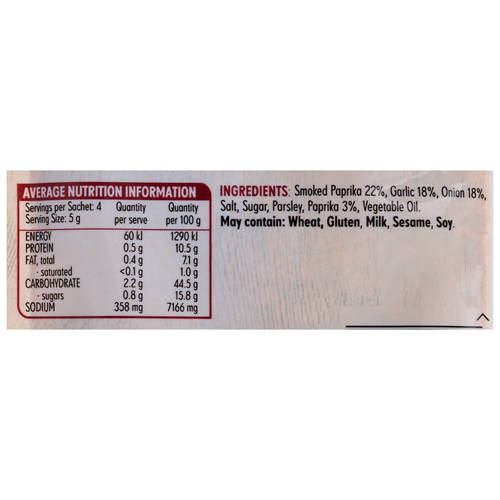 AVERAGE NUTRITION INFORMATION
Servings per Sachet: 4 Quantity Quantity
Serving Size: 5 g per serve per 100 g
ENERGY 60 kJ 1290 kJ
PROTEIN 0.5 g 10.5 g
FAT, total 0.4 g 7.1 g
- saturated <0.1 g 1.0 g
CARBOHYDRATE 2.2 g 44.5 g
- sugars 0.8 g 15.8 g
SODIUM 358 mg 7166 mg
INGREDIENTS: Smoked Paprika 22%, Garlic 18%, Onion 18%,
Salt, Sugar, Parsley, Paprika 3%, Vegetable Oil.
May contain: Wheat, Gluten, Milk, Sesame, Soy.